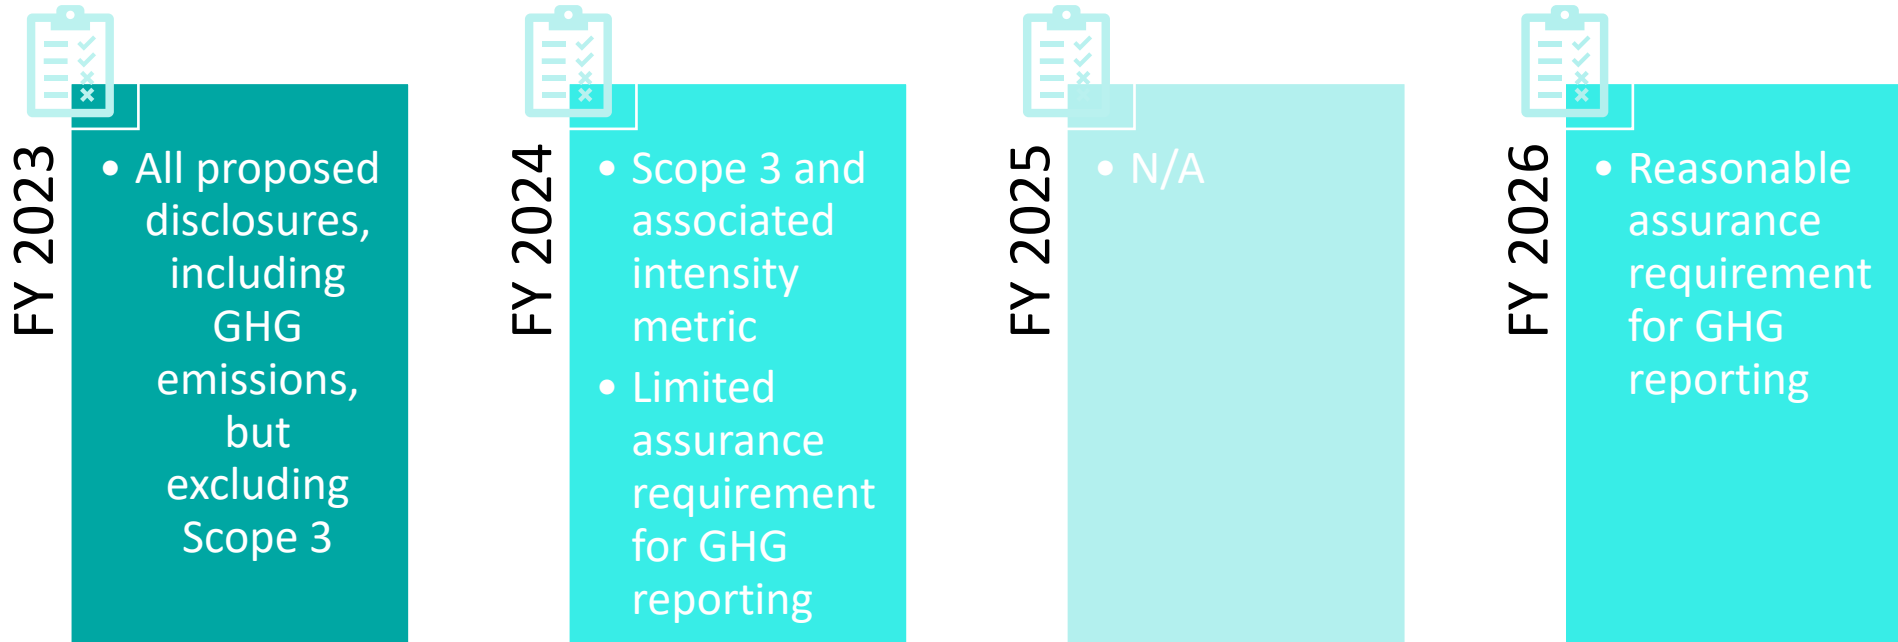 FY 2023
• All proposed
disclosures,
including
GHG
emissions,
but
excluding
Scope 3
FY 2024
• Scope 3 and
associated
intensity
metric
• Limited
assurance
requirement
for GHG
reporting
FY 2025
• N/A
FY 2026
• Reasonable
assurance
requirement
for GHG
reporting